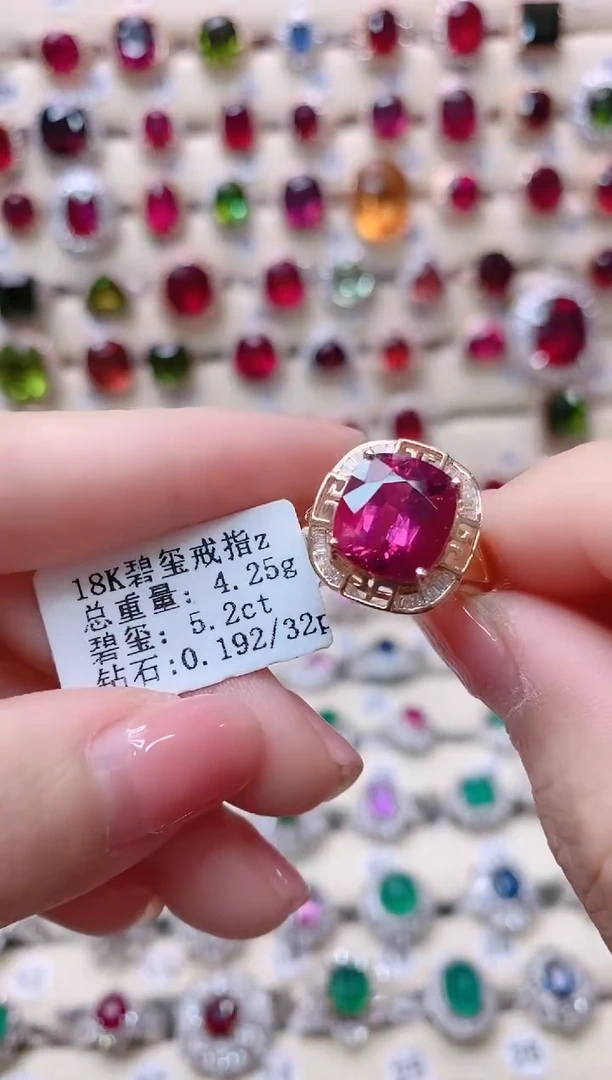 18K碧玺戒指z
总重量: 4.25g
碧玺: 5.2ct
钻石:0.192/32p